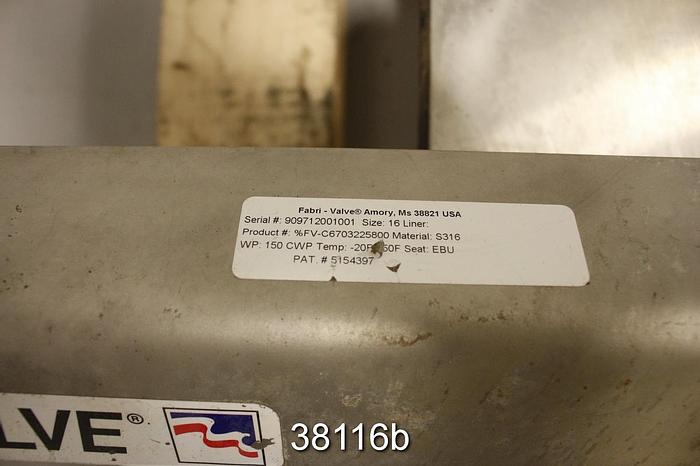 Fabri - Valve® Amory, Ms 38821 USA
Serial #: 909712001001 Size: 16 Liner:
Product #: %FV-C6703225800 Material: S316
WP: 150 CWP Temp: -20F Seat: EBU
PAT. # 5154397
LVE®
38116b